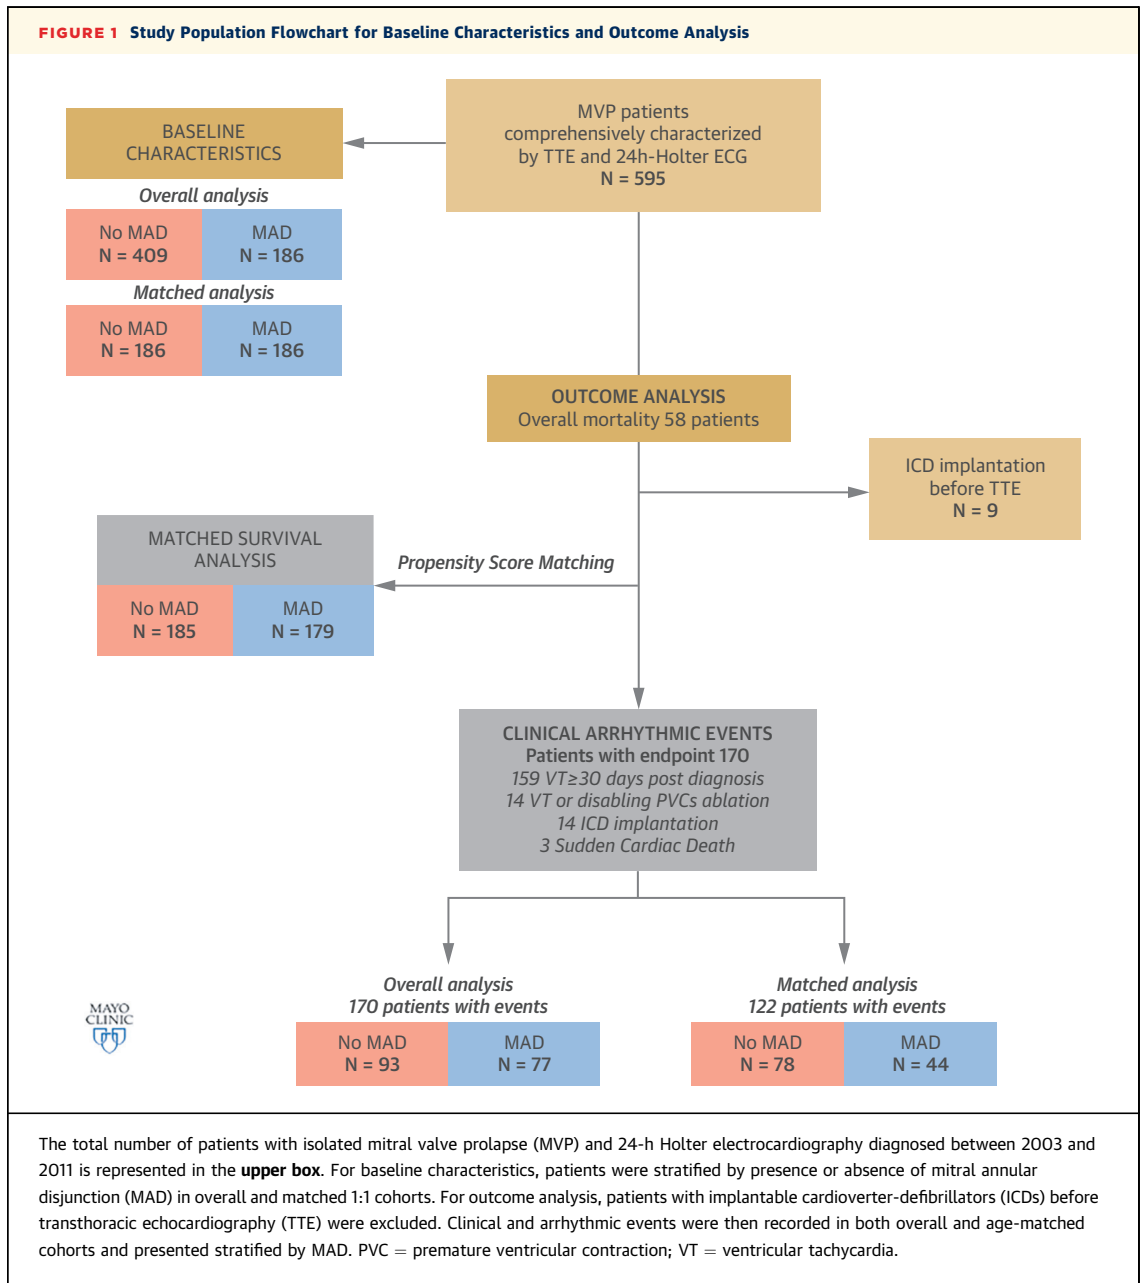 FIGURE 1 Study Population Flowchart for Baseline Characteristics and Outcome Analysis
MVP patients
comprehensively characterized
by TTE and 24h-Holter ECG
N = 595
BASELINE
CHARACTERISTICS
Overall analysis
No MAD
N = 409
MAD
N = 186
Matched analysis
No MAD
N = 186
MAD
N = 186
OUTCOME ANALYSIS
Overall mortality 58 patients
ICD implantation
before TTE
N = 9
MATCHED SURVIVAL
ANALYSIS
Propensity Score Matching
No MAD
N = 185
MAD
N = 179
CLINICAL ARRHYTHMIC EVENTS
Patients with endpoint 170
159 VT≥30 days post diagnosis
14 VT or disabling PVCs ablation
14 ICD implantation
3 Sudden Cardiac Death
Overall analysis
170 patients with events
No MAD
N = 93
MAD
N = 77
Matched analysis
122 patients with events
No MAD
N = 78
MAD
N = 44
MAYO
CLINIC
The total number of patients with isolated mitral valve prolapse (MVP) and 24-h Holter electrocardiography diagnosed between 2003 and
2011 is represented in the upper box. For baseline characteristics, patients were stratified by presence or absence of mitral annular
disjunction (MAD) in overall and matched 1:1 cohorts. For outcome analysis, patients with implantable cardioverter-defibrillators (ICDs) before
transthoracic echocardiography (TTE) were excluded. Clinical and arrhythmic events were then recorded in both overall and age-matched
cohorts and presented stratified by MAD. PVC = premature ventricular contraction; VT = ventricular tachycardia.